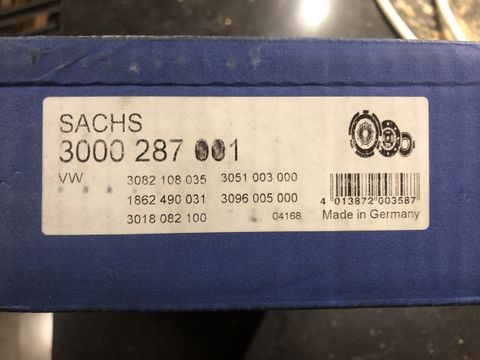 SACHS
3000 287 001
VW 3082 108 035 3051 003 000
1862 490 031 3096 005 000
3018 082 100 04168
4 013872 003587
Made in Germany